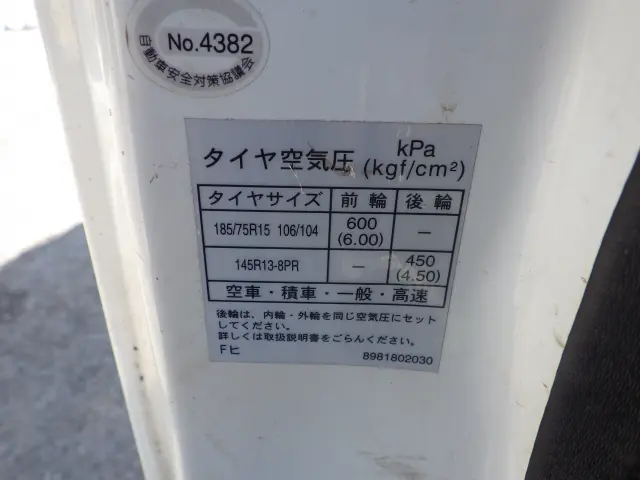 No.4382
自動車安全対策協議会
タイヤ空気圧 kPa (kgf/cm²)
タイヤサイズ 前輪 後輪
185/75R15 106/104 600 (6.00) —
145R13-8PR — 450 (4.50)
空車・積車・一般・高速
後輪は、内輪・外輪を同じ空気圧にセット
してください。
詳しくは取扱説明書をごらんください。
Fヒ 8981802030